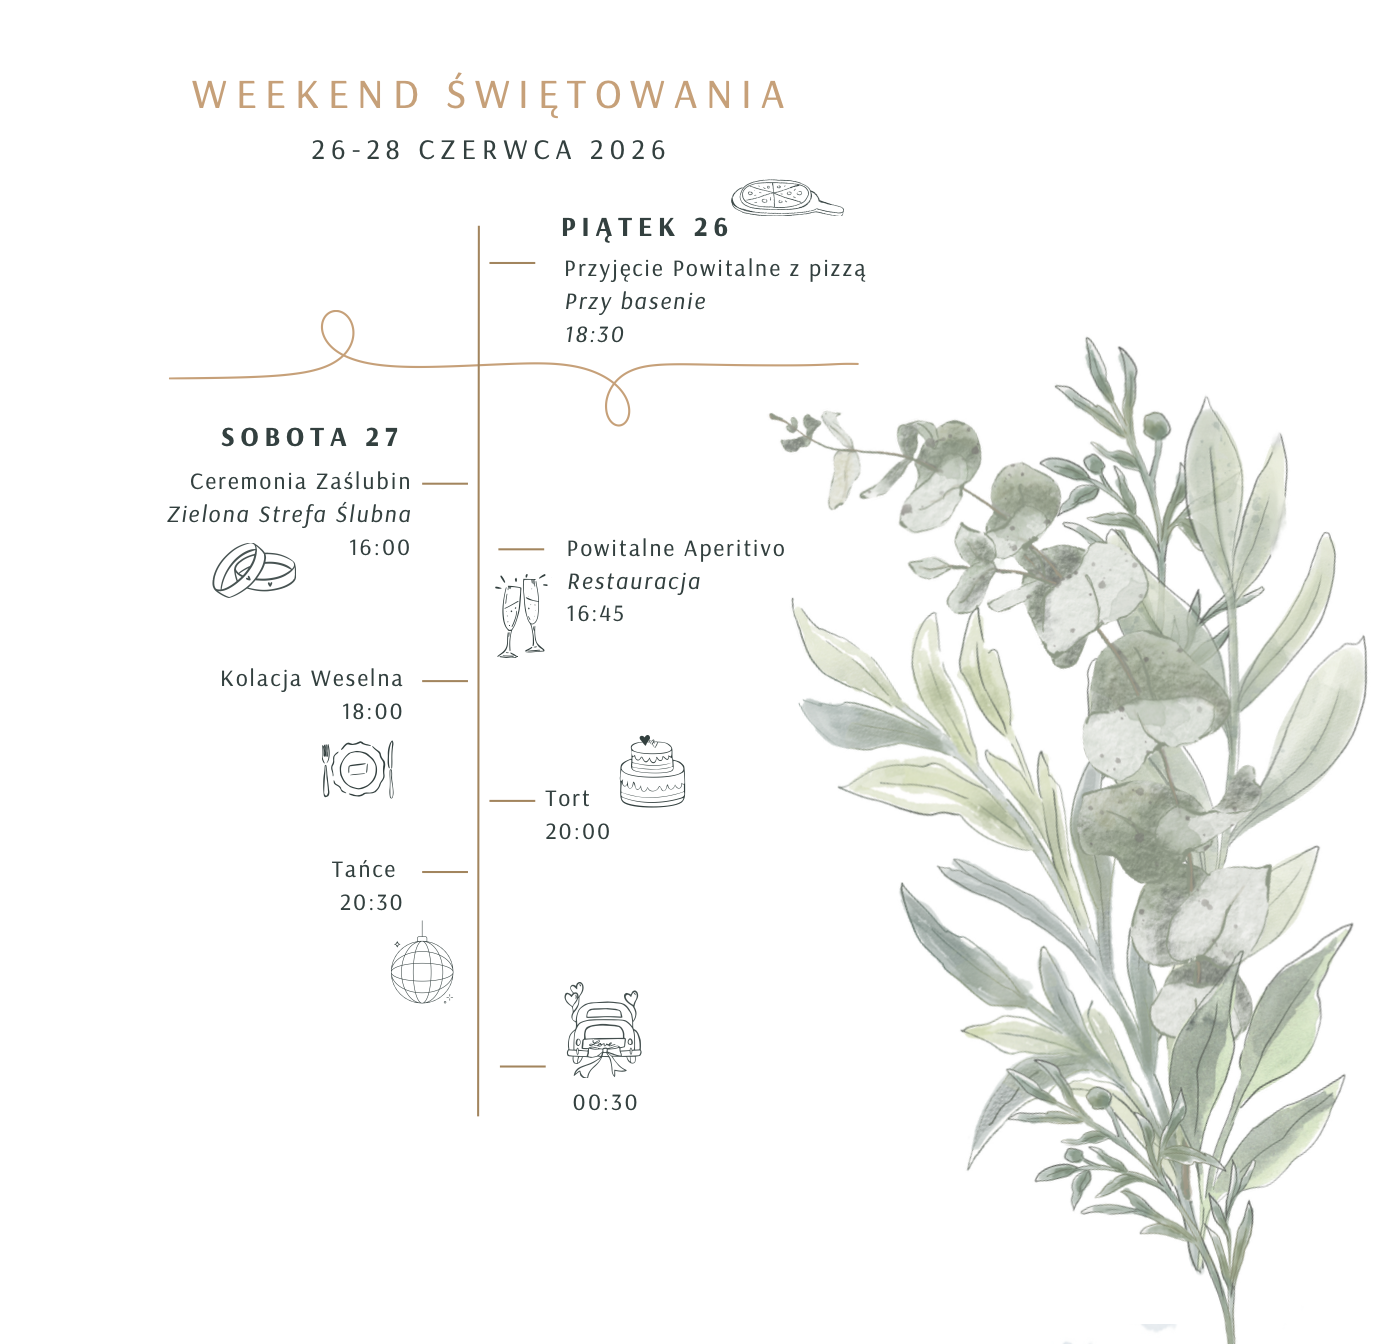 WEEKEND ŚWIĘTOWANIA
26-28 CZERWCA 2026
PIĄTEK 26
Przyjęcie Powitalne z pizzą
Przy basenie
18:30
SOBOTA 27
Ceremonia Zaślubin
Zielona Strefa Ślubna
16:00
Powitalne Aperitivo
Restauracja
16:45
Kolacja Weselna
18:00
Tort
20:00
Tańce
20:30
Love
00:30